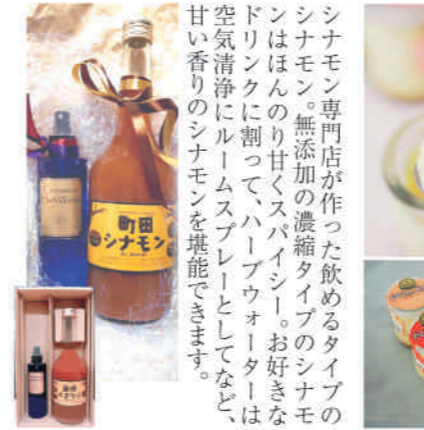 シナモン専門店が作った飲めるタイプの
シナモン。無添加の濃縮タイプのシナモ
ンはほんのり甘くスパイシー。お好きな
ドリンクに割って、ハーブウォーターは
空気清浄にルームスプレーとしてなど、
甘い香りのシナモンを堪能できます。
町田
シナモン